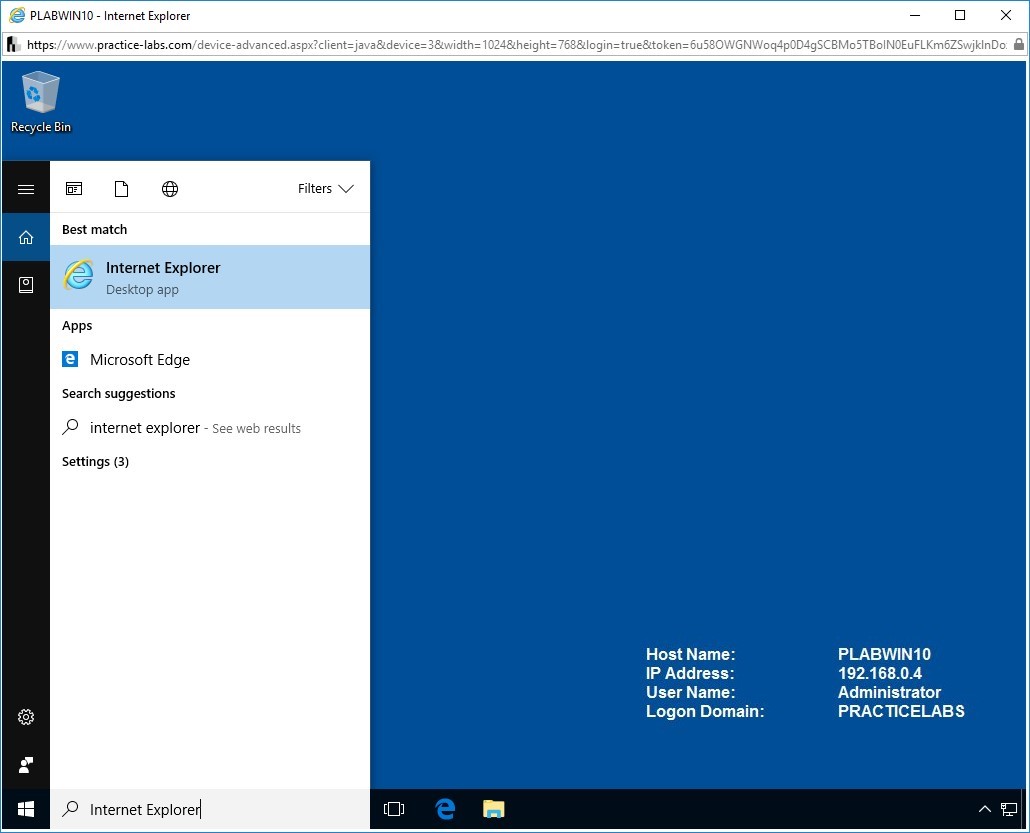 PLABWIN10 - Internet Explorer
https://www.practice-labs.com/device-advanced.aspx?client=java&device=3&width=1024&height=768&login=true&token=6u58OWGNWoq4p0D4gSCBMo5TBoIN0EuFLKm6ZSwjkInDo
Recycle Bin
Filters
Best match
Internet Explorer
Desktop app
Apps
Microsoft Edge
Search suggestions
internet explorer - See web results
Settings (3)
Host Name: PLABWIN10
IP Address: 192.168.0.4
User Name: Administrator
Logon Domain: PRACTICELABS
Internet Explorer